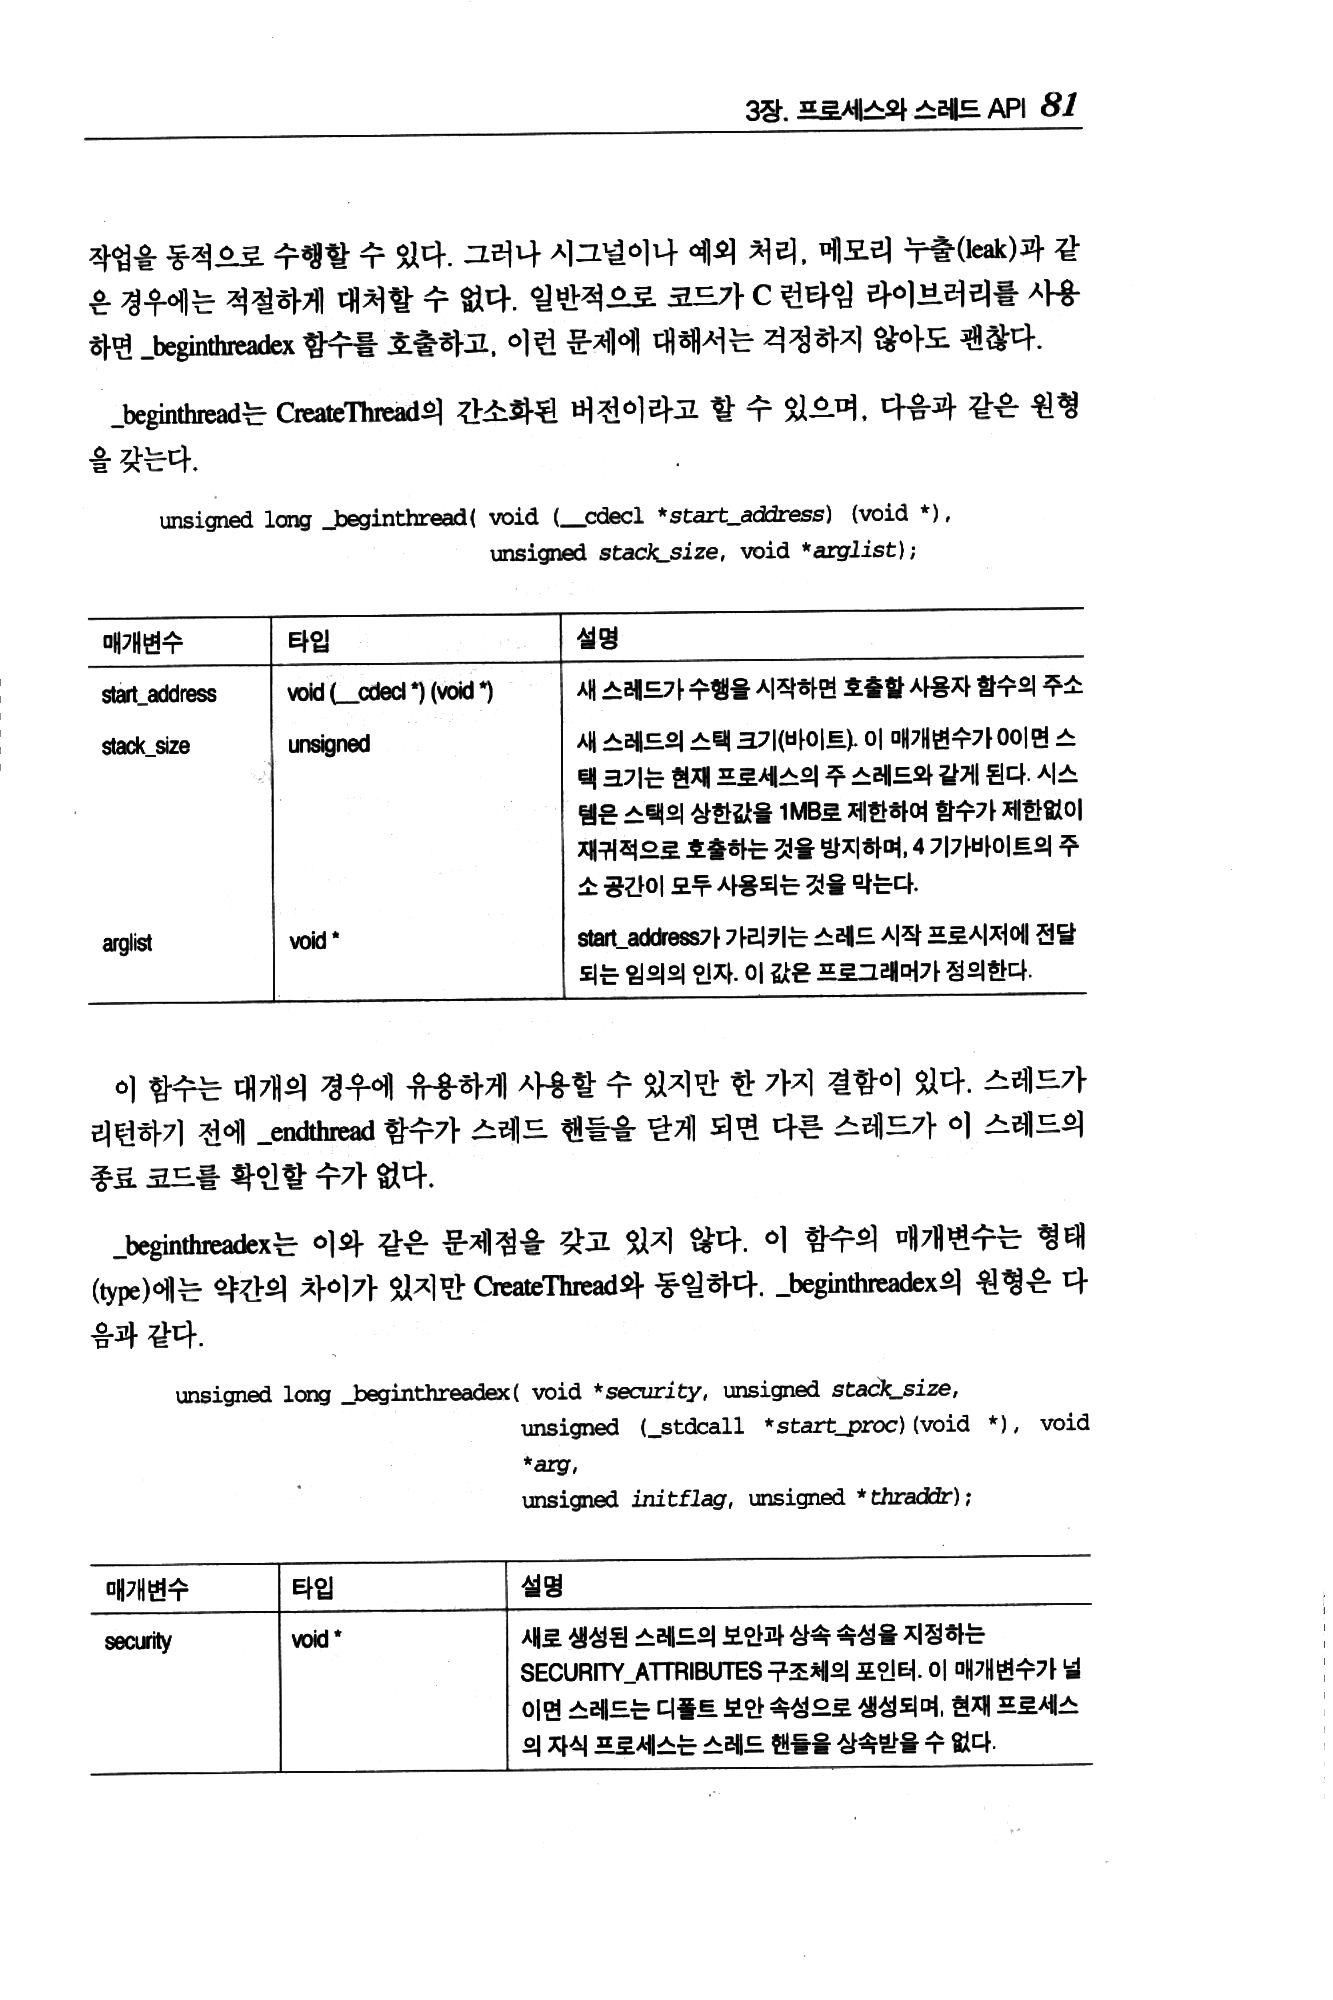 3장. 프로세스와 스레드 API 81
작업을 동적으로 수행할 수 있다. 그러나 시그널이나 예외 처리, 메모리 누출(leak)과 같
은 경우에는 적절하게 대처할 수 없다. 일반적으로 코드가 C 런타임 라이브러리를 사용
하면 _beginthreadex 함수를 호출하고, 이런 문제에 대해서는 걱정하지 않아도 괜찮다.
_beginthread는 CreateThread의 간소화된 버전이라고 할 수 있으며, 다음과 같은 원형
을 갖는다.
unsigned long _beginthread( void (__cdecl *start_address) (void *),
unsigned stack_size, void *arglist);
매개변수 타입 설명
start_address void (__cdecl *) (void *) 새 스레드가 수행을 시작하면 호출할 사용자 함수의 주소
stack_size unsigned 새 스레드의 스택 크기(바이트). 이 매개변수가 0이면 스
택 크기는 현재 프로세스의 주 스레드와 같게 된다. 시스
템은 스택의 상한값을 1MB로 제한하여 함수가 제한없이
재귀적으로 호출하는 것을 방지하며, 4 기가바이트의 주
소 공간이 모두 사용되는 것을 막는다.
arglist void * start_address가 가리키는 스레드 시작 프로시저에 전달
되는 임의의 인자. 이 값은 프로그래머가 정의한다.
이 함수는 대개의 경우에 유용하게 사용할 수 있지만 한 가지 결함이 있다. 스레드가
리턴하기 전에 _endthread 함수가 스레드 핸들을 닫게 되면 다른 스레드가 이 스레드의
종료 코드를 확인할 수가 없다.
_beginthreadex는 이와 같은 문제점을 갖고 있지 않다. 이 함수의 매개변수는 형태
(type)에는 약간의 차이가 있지만 CreateThread와 동일하다. _beginthreadex의 원형은 다
음과 같다.
unsigned long _beginthreadex( void *security, unsigned stack_size,
unsigned (_stdcall *start_proc)(void *), void
*arg,
unsigned initflag, unsigned *thraddr);
매개변수 타입 설명
security void * 새로 생성된 스레드의 보안과 상속 속성을 지정하는
SECURITY_ATTRIBUTES 구조체의 포인터. 이 매개변수가 널
이면 스레드는 디폴트 보안 속성으로 생성되며, 현재 프로세스
의 자식 프로세스는 스레드 핸들을 상속받을 수 없다.